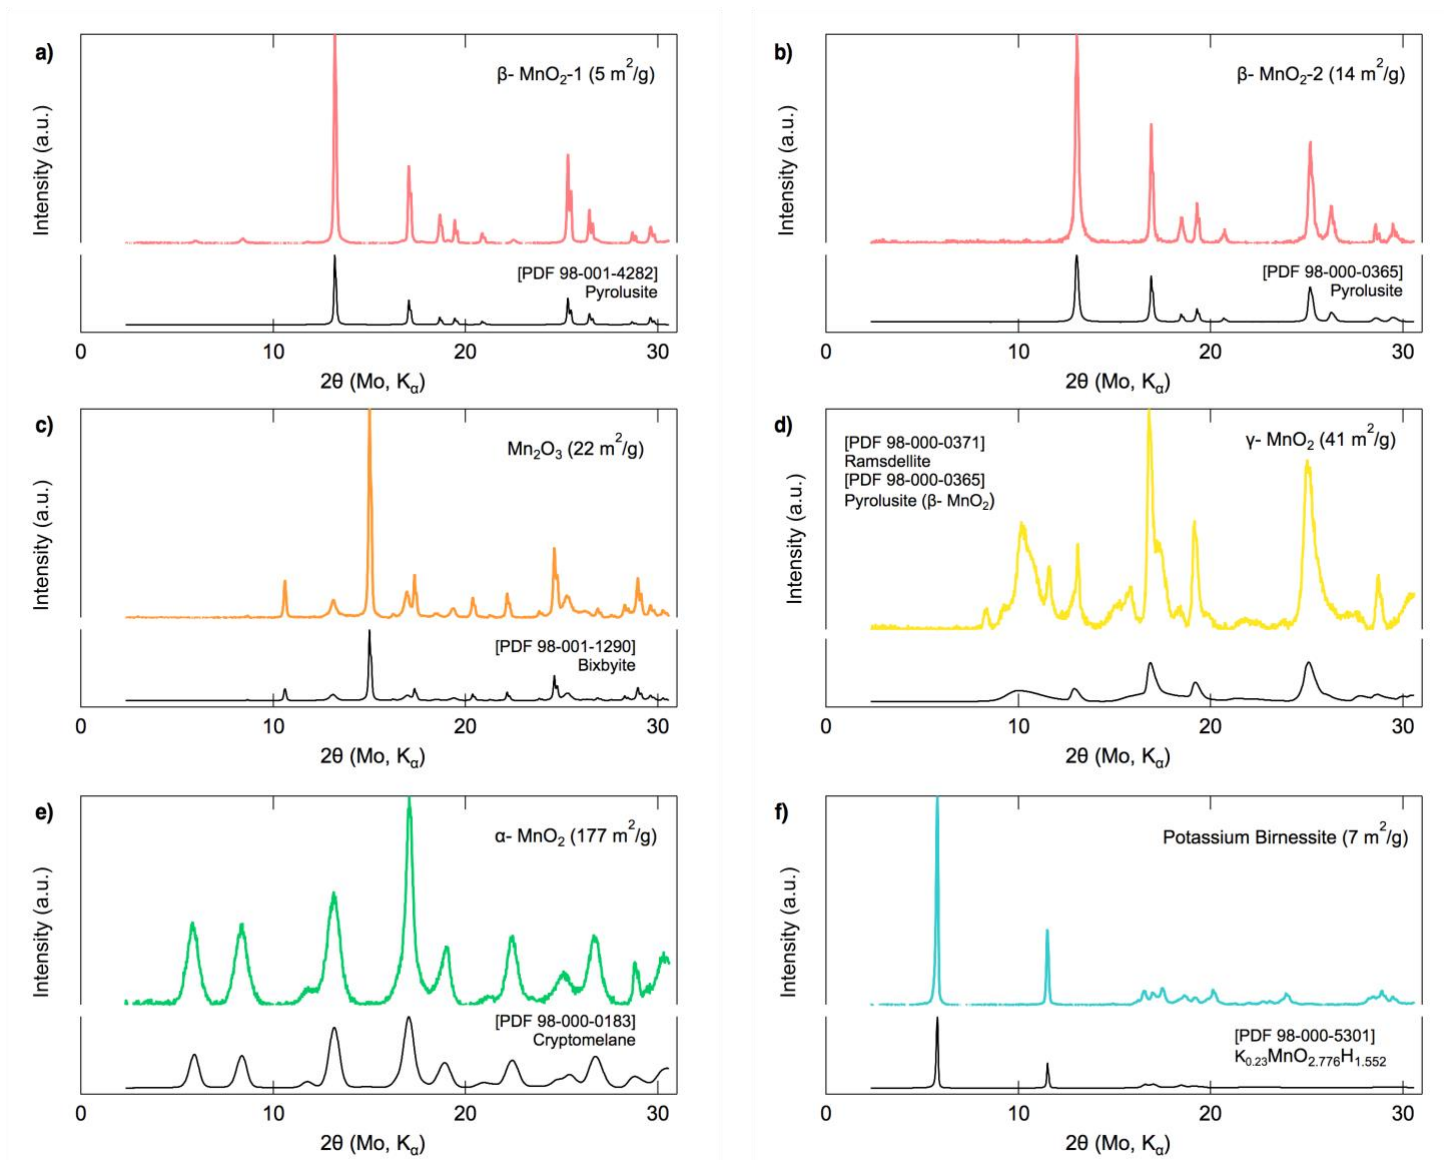 a)
β- MnO₂-1 (5 m²/g)
Intensity (a.u.)
[PDF 98-001-4282]
Pyrolusite
0 10 20 30
2θ (Mo, Kα)
b)
β- MnO₂-2 (14 m²/g)
Intensity (a.u.)
[PDF 98-000-0365]
Pyrolusite
0 10 20 30
2θ (Mo, Kα)
c)
Mn₂O₃ (22 m²/g)
Intensity (a.u.)
[PDF 98-001-1290]
Bixbyite
0 10 20 30
2θ (Mo, Kα)
d)
[PDF 98-000-0371]
Ramsdellite
[PDF 98-000-0365]
Pyrolusite (β- MnO₂)
γ- MnO₂ (41 m²/g)
Intensity (a.u.)
0 10 20 30
2θ (Mo, Kα)
e)
α- MnO₂ (177 m²/g)
Intensity (a.u.)
[PDF 98-000-0183]
Cryptomelane
0 10 20 30
2θ (Mo, Kα)
f)
Potassium Birnessite (7 m²/g)
Intensity (a.u.)
[PDF 98-000-5301]
K₀.₂₃MnO₂.₇₇₆H₁.₅₅₂
0 10 20 30
2θ (Mo, Kα)